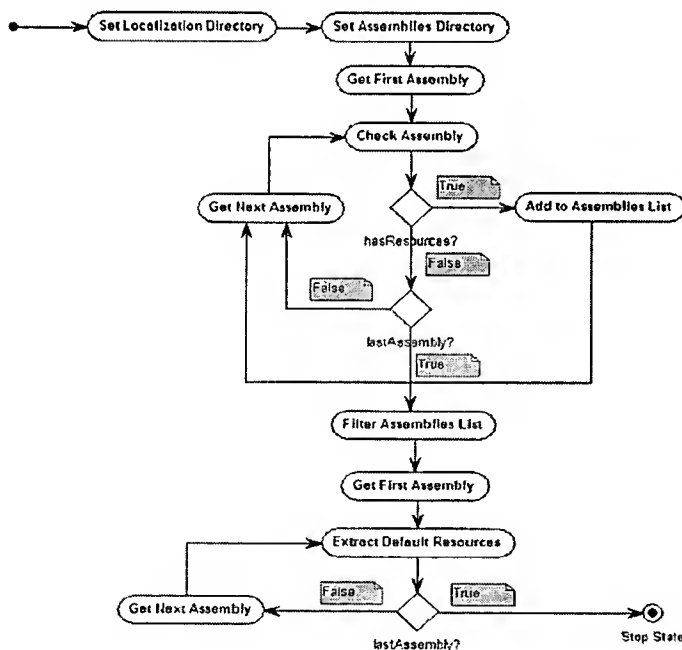 Set Localization Directory
Set Assemblies Directory
Get First Assembly
Check Assembly
True
Get Next Assembly
Add to Assemblies List
hasResources?
False
False
lastAssembly?
True
Filter Assemblies List
Get First Assembly
Extract Default Resources
False
True
Get Next Assembly
lastAssembly?
Stop State